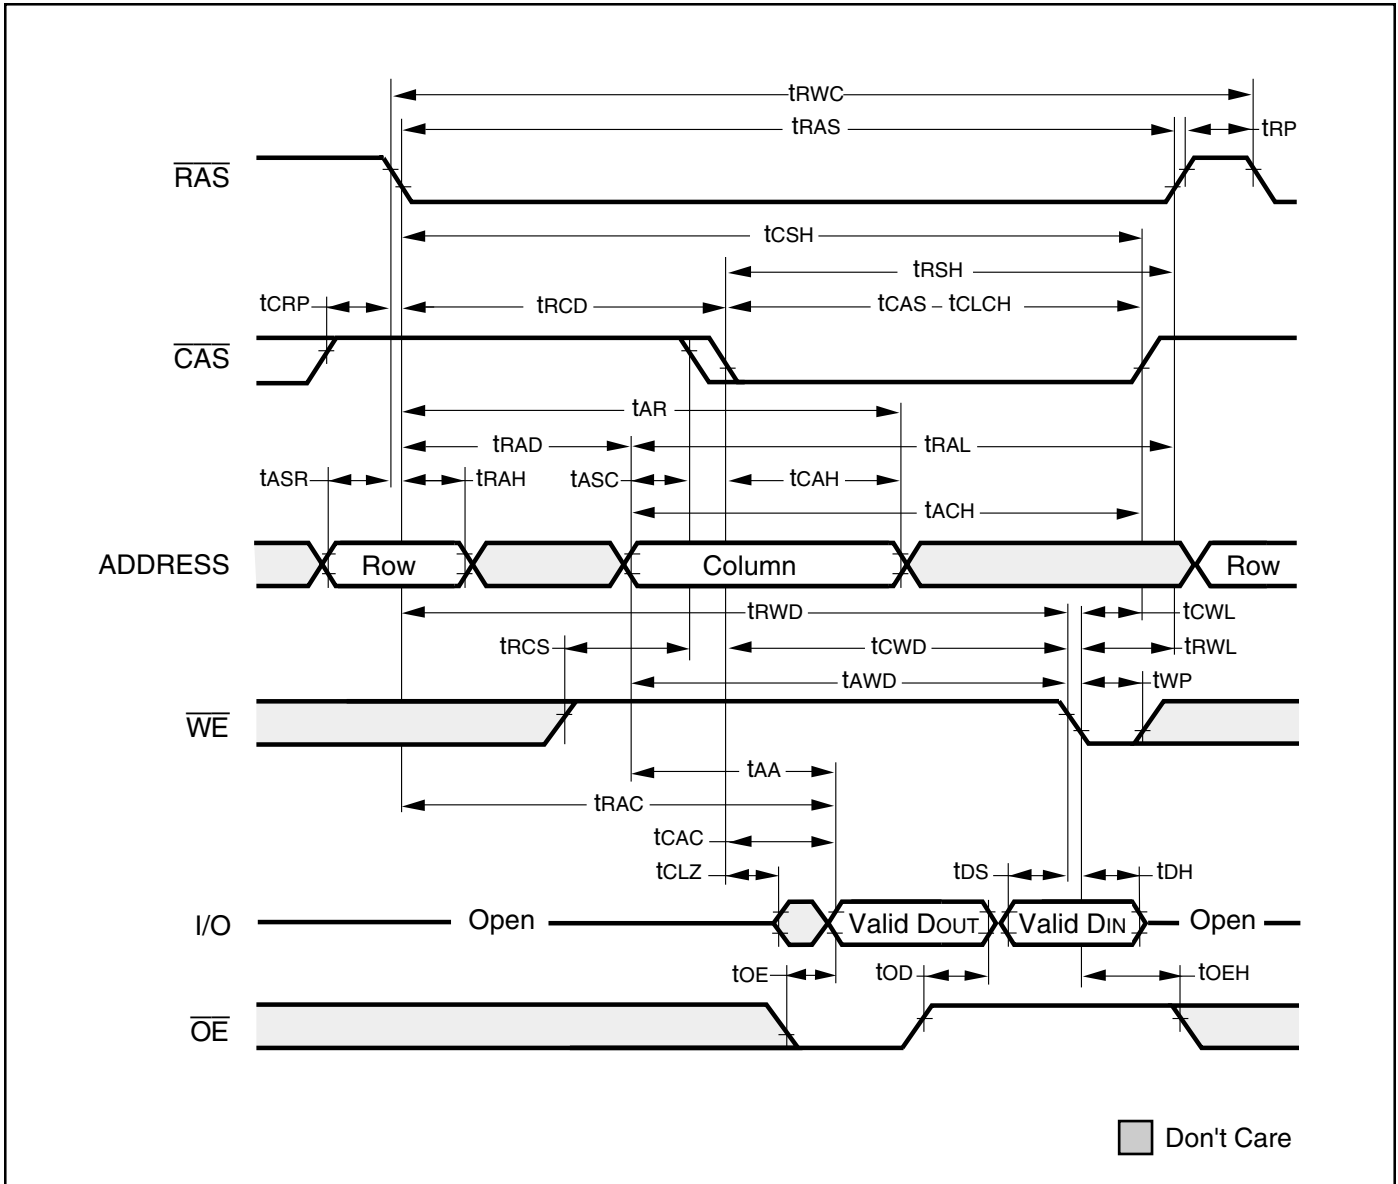 tRWC
tRAS
tRP
RAS
tCSH
tRSH
tCRP
tRCD
tCAS – tCLCH
CAS
tAR
tRAD
tRAL
tASR
tRAH
tASC
tCAH
tACH
ADDRESS
Row
Column
Row
tRWD
tCWL
tRCS
tCWD
tRWL
tAWD
tWP
WE
tAA
tRAC
tCAC
tCLZ
tDS
tDH
I/O
Open
Valid DOUT
Valid DIN
Open
tOE
tOD
tOEH
OE
Don't Care